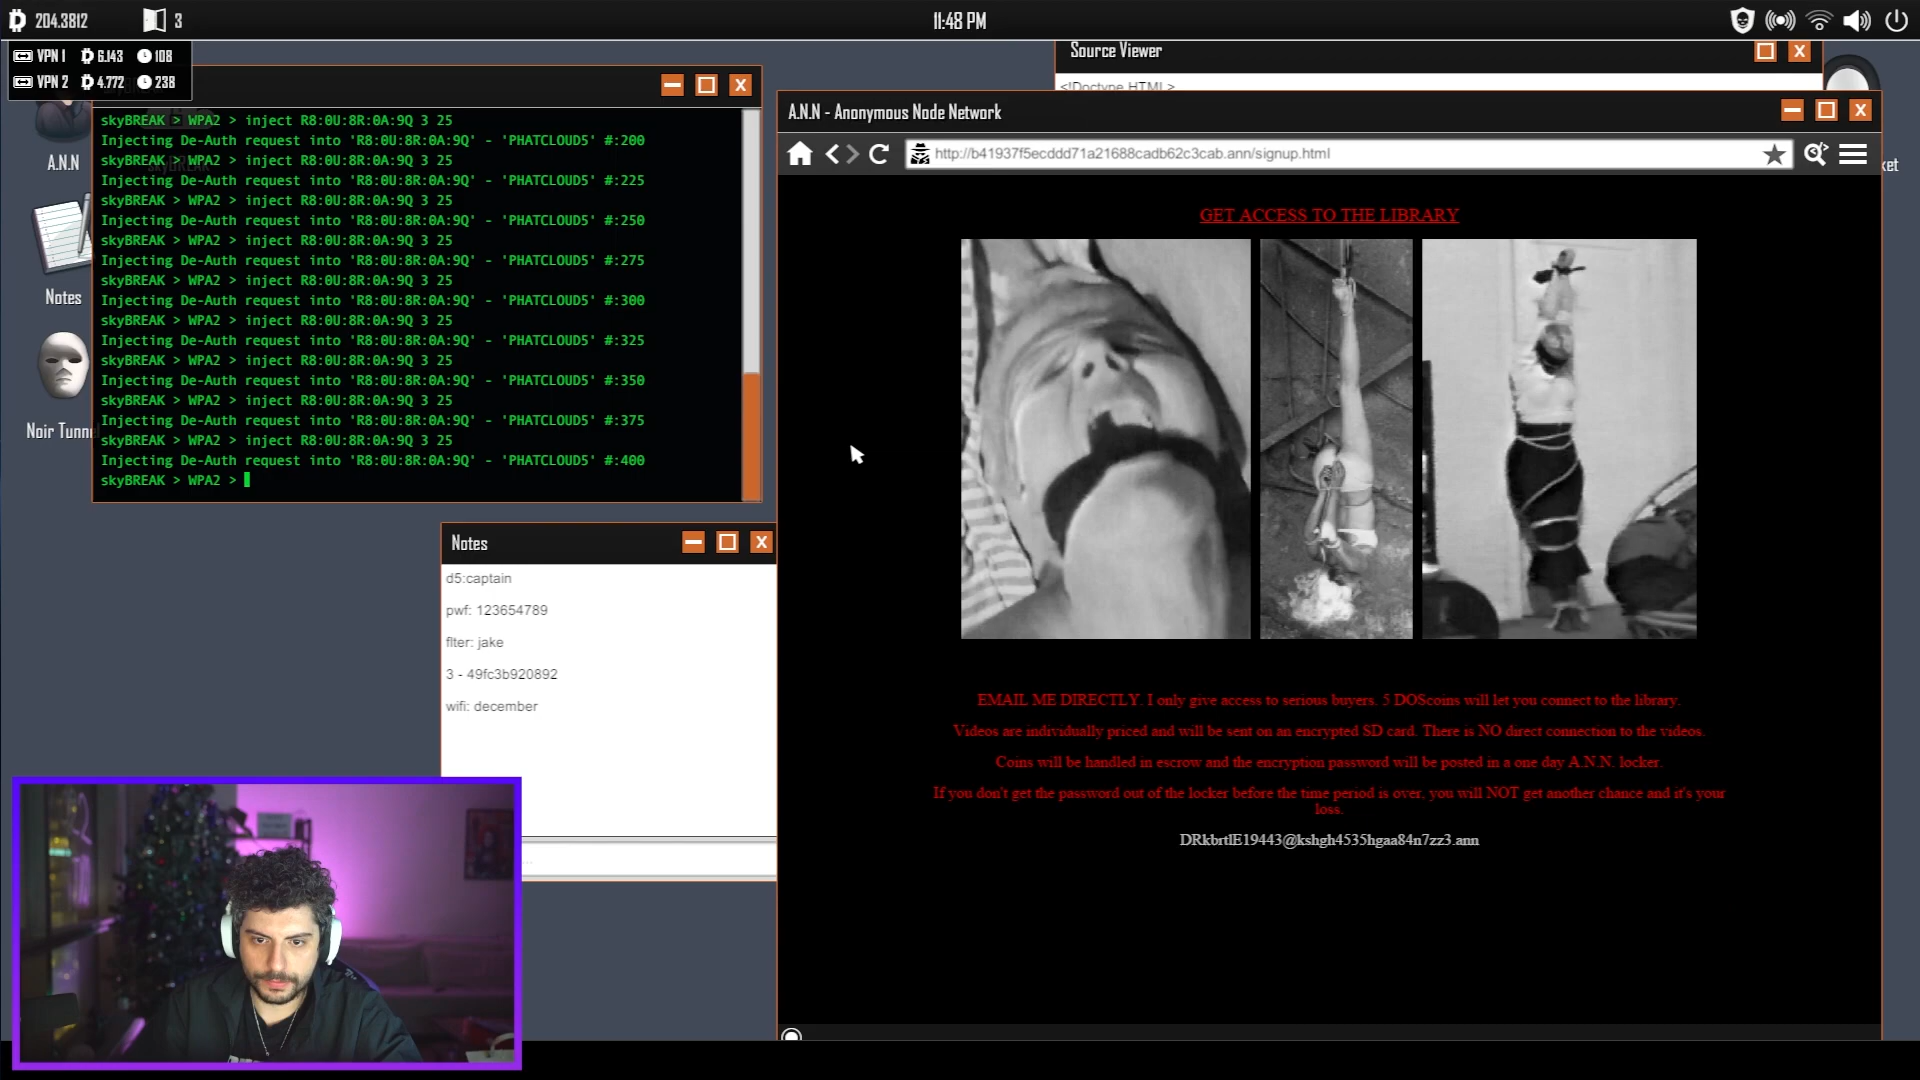 204.3812
3
11:48 PM
VPN 1 6.143 108
VPN 2 4.772 238
Source Viewer
<!Doctype HTML>
A.N.N
Notes
Noir Tunn
ket
skyBREAK > WPA2 > inject R8:0U:8R:0A:9Q 3 25
Injecting De-Auth request into 'R8:0U:8R:0A:9Q' - 'PHATCLOUD5' #:200
skyBREAK > WPA2 > inject R8:0U:8R:0A:9Q 3 25
Injecting De-Auth request into 'R8:0U:8R:0A:9Q' - 'PHATCLOUD5' #:225
skyBREAK > WPA2 > inject R8:0U:8R:0A:9Q 3 25
Injecting De-Auth request into 'R8:0U:8R:0A:9Q' - 'PHATCLOUD5' #:250
skyBREAK > WPA2 > inject R8:0U:8R:0A:9Q 3 25
Injecting De-Auth request into 'R8:0U:8R:0A:9Q' - 'PHATCLOUD5' #:275
skyBREAK > WPA2 > inject R8:0U:8R:0A:9Q 3 25
Injecting De-Auth request into 'R8:0U:8R:0A:9Q' - 'PHATCLOUD5' #:300
skyBREAK > WPA2 > inject R8:0U:8R:0A:9Q 3 25
Injecting De-Auth request into 'R8:0U:8R:0A:9Q' - 'PHATCLOUD5' #:325
skyBREAK > WPA2 > inject R8:0U:8R:0A:9Q 3 25
Injecting De-Auth request into 'R8:0U:8R:0A:9Q' - 'PHATCLOUD5' #:350
skyBREAK > WPA2 > inject R8:0U:8R:0A:9Q 3 25
Injecting De-Auth request into 'R8:0U:8R:0A:9Q' - 'PHATCLOUD5' #:375
skyBREAK > WPA2 > inject R8:0U:8R:0A:9Q 3 25
Injecting De-Auth request into 'R8:0U:8R:0A:9Q' - 'PHATCLOUD5' #:400
skyBREAK > WPA2 >
Notes
d5:captain
pwf: 123654789
flter: jake
3 - 49fc3b920892
wifi: december
A.N.N - Anonymous Node Network
http://b41937f5ecddd71a21688cadb62c3cab.ann/signup.html
GET ACCESS TO THE LIBRARY
EMAIL ME DIRECTLY. I only give access to serious buyers. 5 DOScoins will let you connect to the library.
Videos are individually priced and will be sent on an encrypted SD card. There is NO direct connection to the videos.
Coins will be handled in escrow and the encryption password will be posted in a one day A.N.N. locker.
If you don't get the password out of the locker before the time period is over, you will NOT get another chance and it's your
loss.
DRkbrtlE19443@kshgh4535hgaa84n7zz3.ann